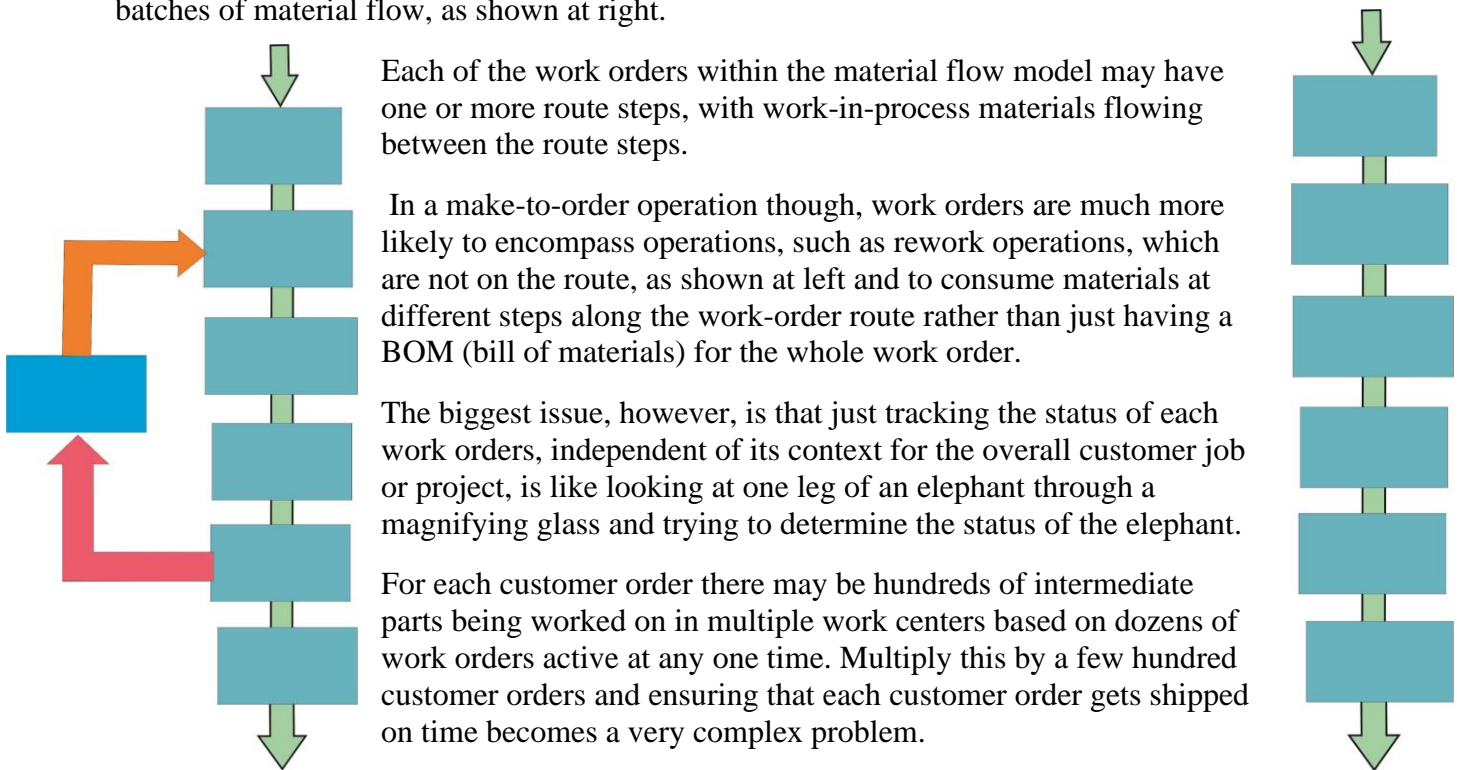 batches of material flow, as shown at right.
Each of the work orders within the material flow model may have
one or more route steps, with work-in-process materials flowing
between the route steps.
In a make-to-order operation though, work orders are much more
likely to encompass operations, such as rework operations, which
are not on the route, as shown at left and to consume materials at
different steps along the work-order route rather than just having a
BOM (bill of materials) for the whole work order.
The biggest issue, however, is that just tracking the status of each
work orders, independent of its context for the overall customer job
or project, is like looking at one leg of an elephant through a
magnifying glass and trying to determine the status of the elephant.
For each customer order there may be hundreds of intermediate
parts being worked on in multiple work centers based on dozens of
work orders active at any one time. Multiply this by a few hundred
customer orders and ensuring that each customer order gets shipped
on time becomes a very complex problem.